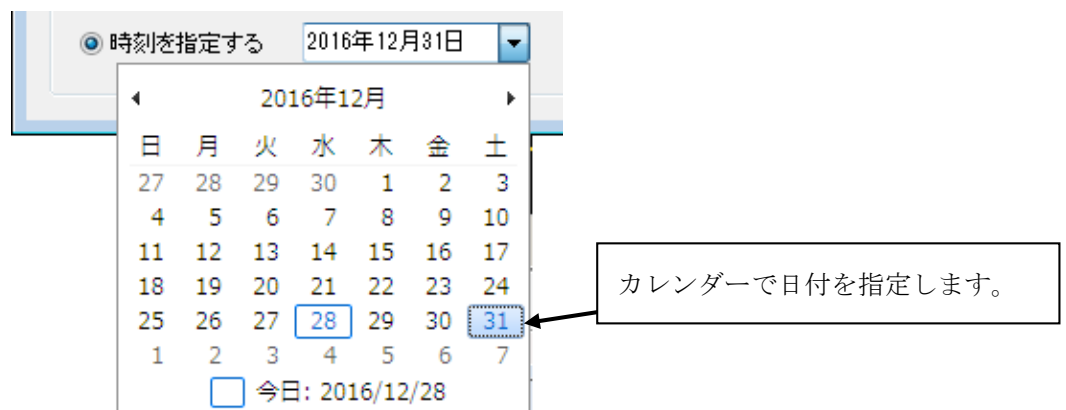 時刻を指定する 2016年12月31日
2016年12月
日 月 火 水 木 金 土
27 28 29 30 1 2 3
4 5 6 7 8 9 10
11 12 13 14 15 16 17
18 19 20 21 22 23 24
25 26 27 28 29 30 31
1 2 3 4 5 6 7
今日: 2016/12/28
カレンダーで日付を指定します。